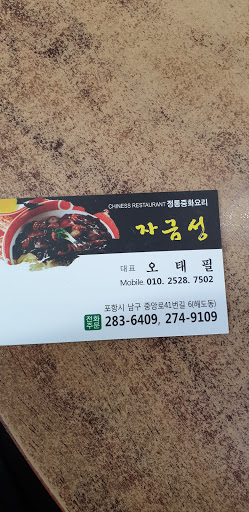 CHINESS RESTAURANT 정통중화요리
자금성
대표 오 태 필
Mobile. 010. 2528. 7502
포항시 남구 중앙로41번길 6(해도동)
전화주문 283-6409, 274-9109